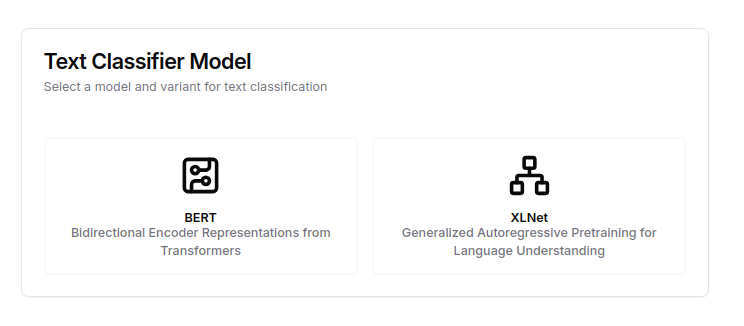 Text Classifier Model
Select a model and variant for text classification
BERT
Bidirectional Encoder Representations from
Transformers
XLNet
Generalized Autoregressive Pretraining for
Language Understanding